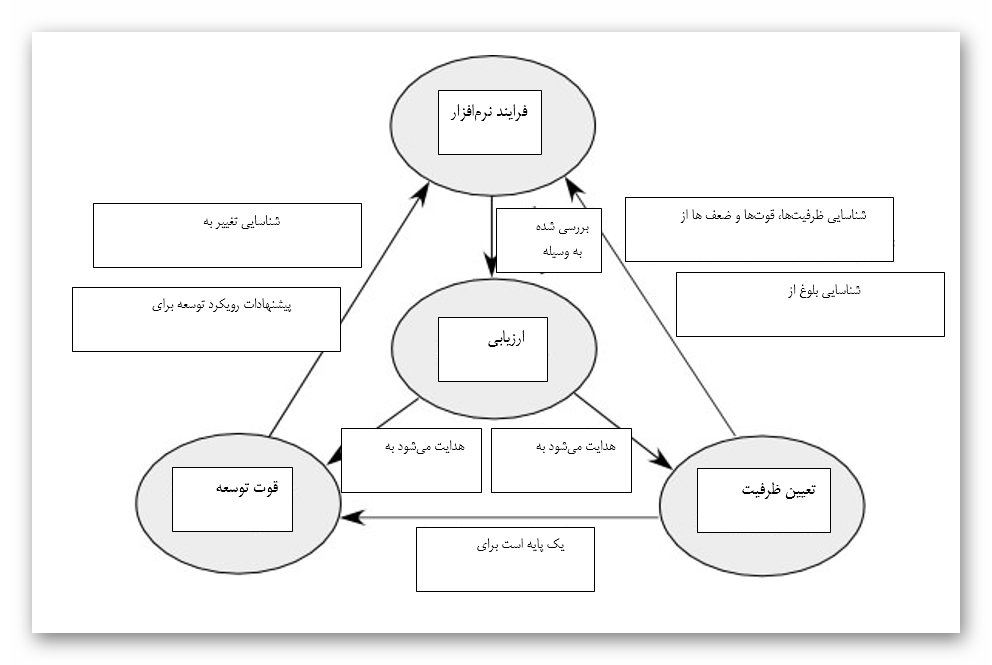 فرایند نرم‌افزار
شناسایی تغییر به
بررسی شده
به وسیله
شناسایی ظرفیت‌ها، قوت‌ها و ضعف ها از
پیشنهادات رویکرد توسعه برای
شناسایی بلوغ از
ارزیابی
هدایت می‌شود به
هدایت می‌شود به
قوت توسعه
تعیین ظرفیت
یک پایه است برای